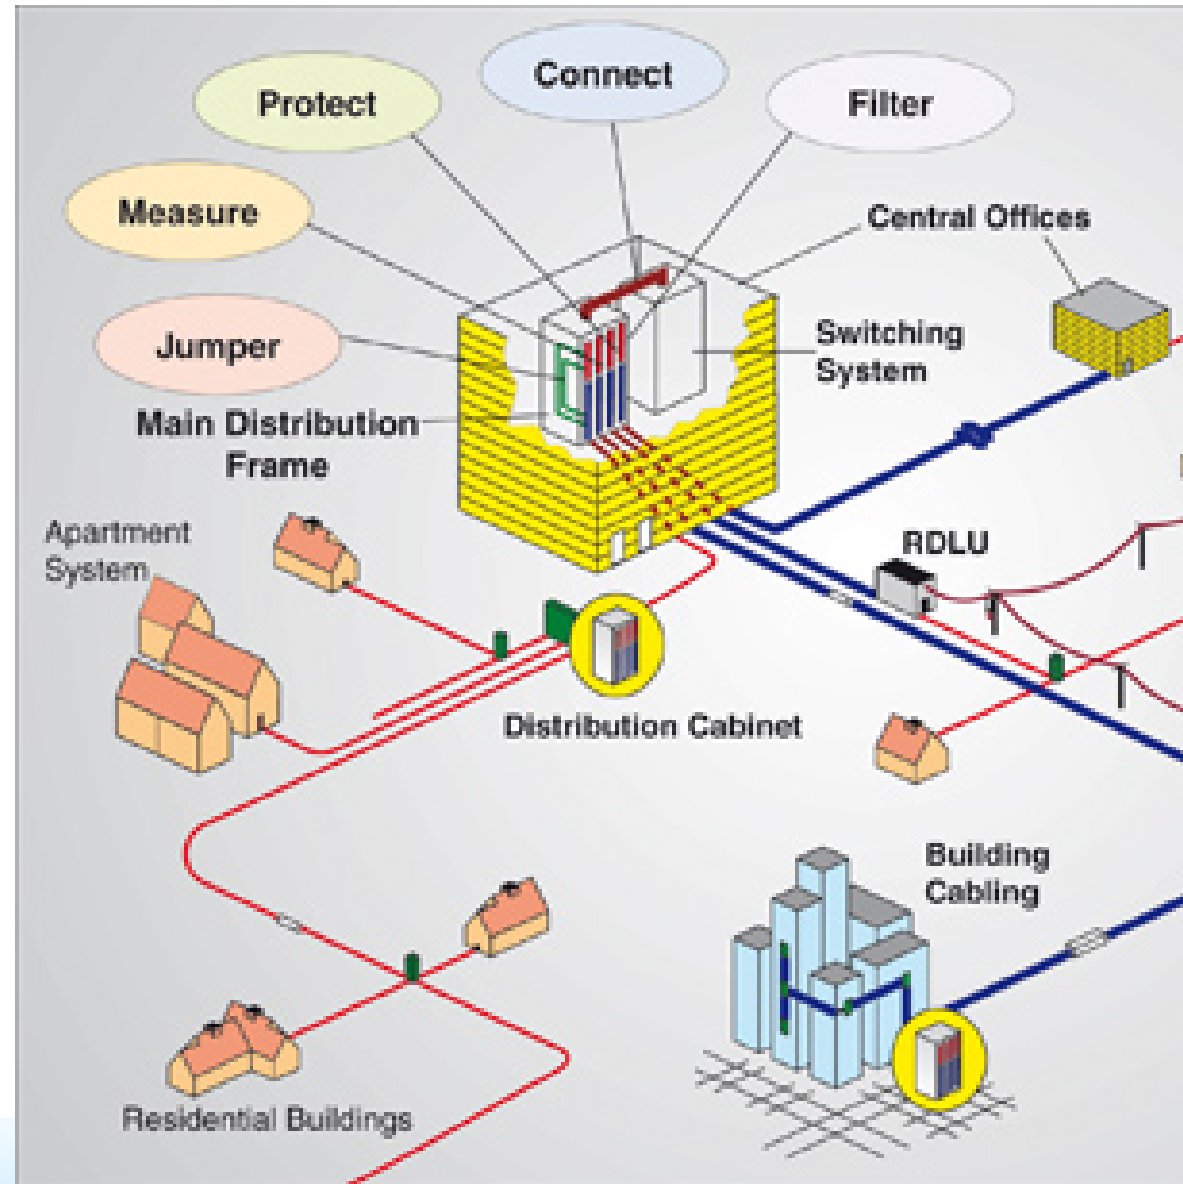 Connect
Protect
Filter
Measure
Central Offices
Jumper
Switching
System
Main Distribution
Frame
Apartment
System
RDLU
Distribution Cabinet
Building
Cabling
Residential Buildings